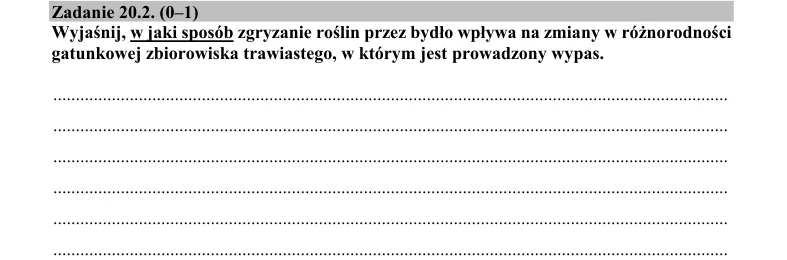 Zadanie 20.2. (0–1)
Wyjaśnij, w jaki sposób zgryzanie roślin przez bydło wpływa na zmiany w różnorodności
gatunkowej zbiorowiska trawiastego, w którym jest prowadzony wypas.